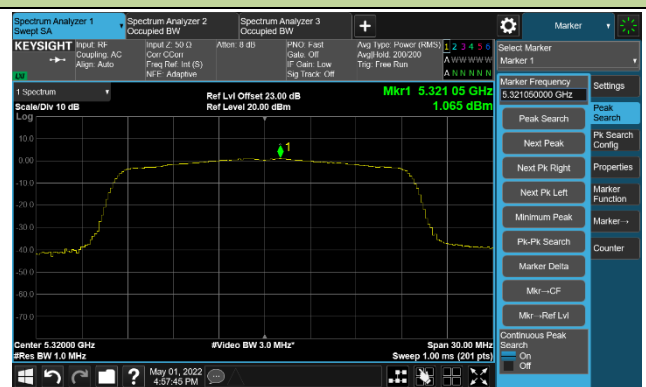 Spectrum Analyzer 1
Swept SA
Spectrum Analyzer 2
Occupied BW
Spectrum Analyzer 3
Occupied BW
Marker
KEYSIGHT
Input: RF
Coupling: AC
Align: Auto
Input Z: 50 Ω
Corr CCorr
Freq Ref: Int (S)
NFE: Adaptive
Atten: 8 dB
PNO: Fast
Gate: Off
IF Gain: Low
Sig Track: Off
Avg Type: Power (RMS)
Avg|Hold: 200/200
Trig: Free Run
1 2 3 4 5 6
A W W W W W
A N N N N N
Select Marker
Marker 1
1 Spectrum
Scale/Div 10 dB
Log
Ref Lvl Offset 23.00 dB
Ref Level 20.00 dBm
Mkr1 5.321 05 GHz
1.065 dBm
10.0
0.00
-10.0
-20.0
-30.0
-40.0
-50.0
-60.0
-70.0
1
Center 5.32000 GHz
#Res BW 1.0 MHz
#Video BW 3.0 MHz*
Span 30.00 MHz
Sweep 1.00 ms (201 pts)
Marker Frequency
5.321050000 GHz
Peak Search
Next Peak
Next Pk Right
Next Pk Left
Minimum Peak
Pk-Pk Search
Marker Delta
Mkr→CF
Mkr→Ref Lvl
Continuous Peak
Search
On
Off
Settings
Peak
Search
Pk Search
Config
Properties
Marker
Function
Marker→
Counter
May 01, 2022
4:57:45 PM